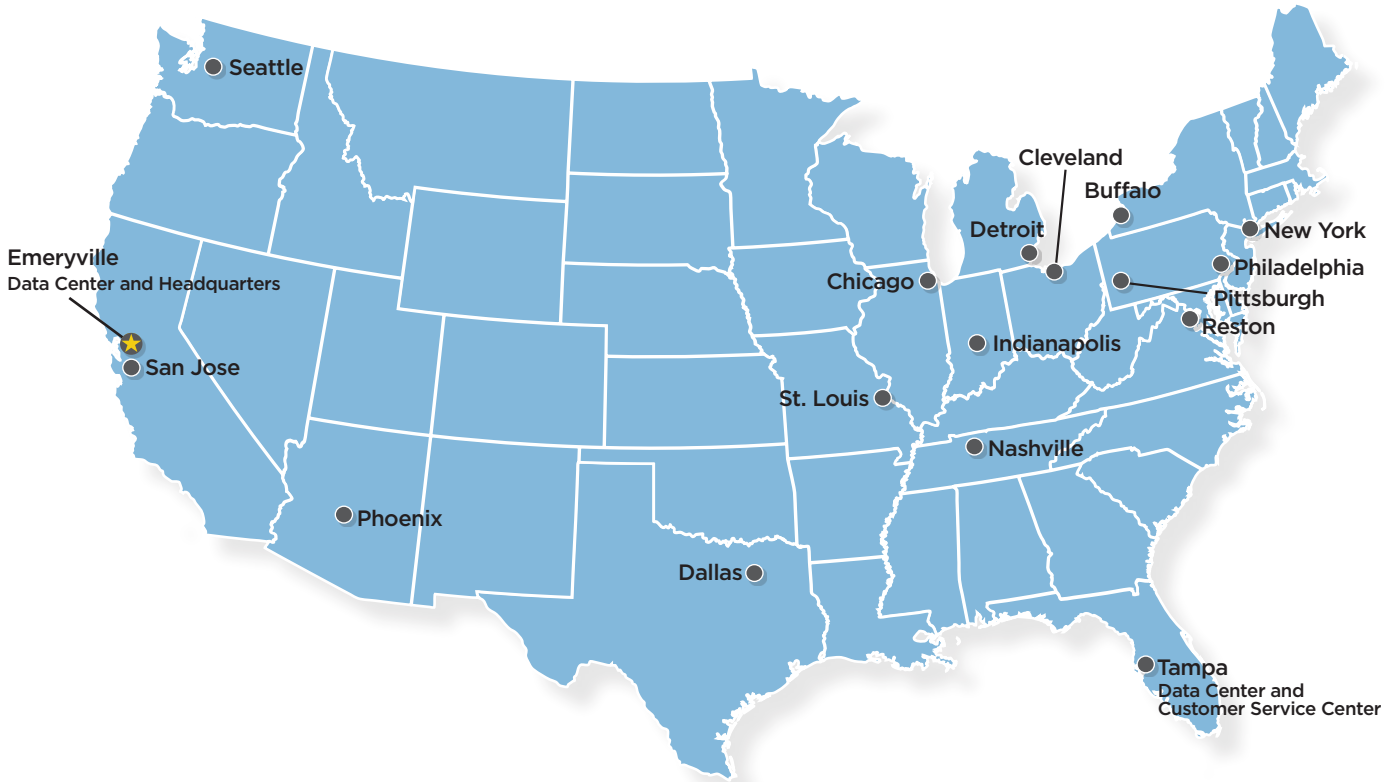 Seattle
Cleveland
Buffalo
Detroit
New York
Emeryville
Data Center and Headquarters
Philadelphia
Chicago
Pittsburgh
Reston
Indianapolis
San Jose
St. Louis
Nashville
Phoenix
Dallas
Tampa
Data Center and
Customer Service Center